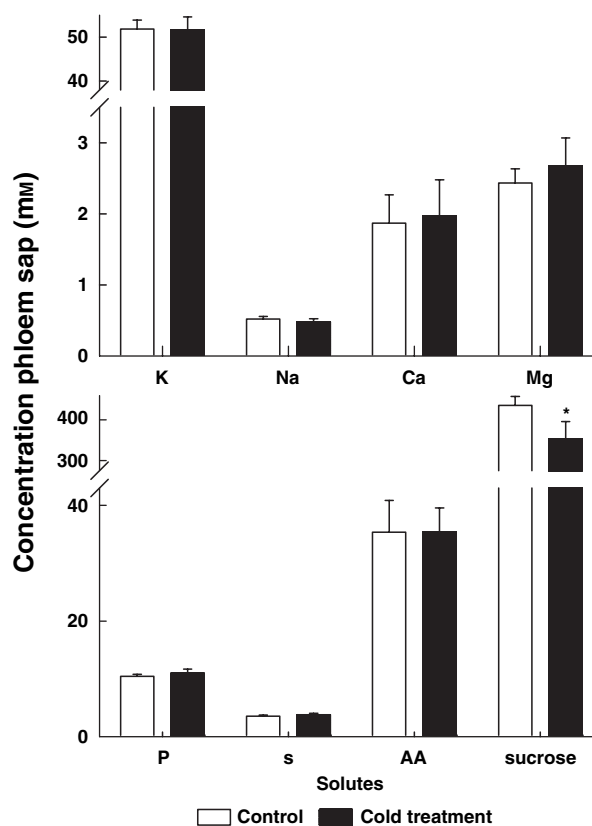 Concentration phloem sap (mM)
50
40
3
2
1
0
K Na Ca Mg
400
300
40
20
0
*
P s AA sucrose
Solutes
Control Cold treatment